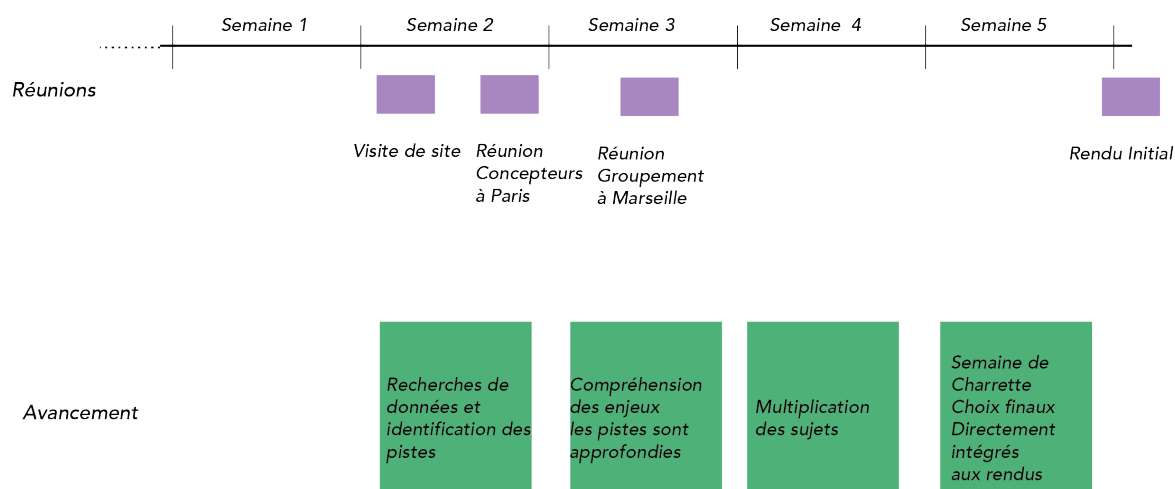 Semaine 1
Semaine 2
Semaine 3
Semaine  4
Semaine 5
Réunions
Visite de site
Réunion
Concepteurs
à Paris
Réunion
Groupement
à Marseille
Rendu Initial
Avancement
Recherches de
données et
identification des
pistes
Compréhension
des enjeux
les pistes sont
approfondies
Multiplication
des sujets
Semaine de
Charrette
Choix finaux
Directement
intégrés
aux rendus